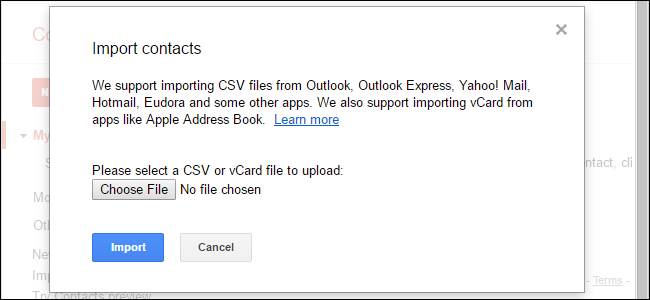 Co
×
Import contacts
N
We support importing CSV files from Outlook, Outlook Express, Yahoo! Mail,
Hotmail, Eudora and some other apps. We also support importing vCard from
apps like Apple Address Book. Learn more
My
S
ntact, cli
Please select a CSV or vCard file to upload:
Choose File No file chosen
Mo
Oth
Import Cancel
New
Imp
- Terms -
Try Contacts preview